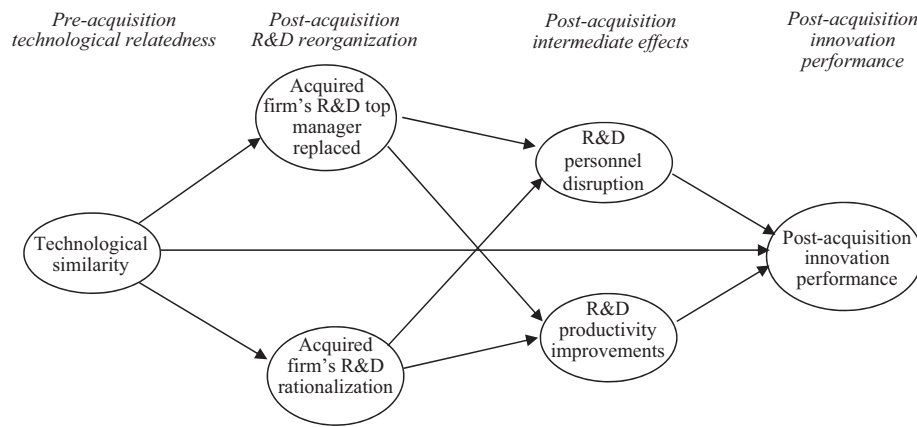 Pre-acquisition
technological relatedness
Post-acquisition
R&D reorganization
Post-acquisition
intermediate effects
Post-acquisition
innovation
performance
Acquired
firm's R&D top
manager
replaced
R&D
personnel
disruption
Technological
similarity
Post-acquisition
innovation
performance
Acquired
firm's R&D
rationalization
R&D
productivity
improvements